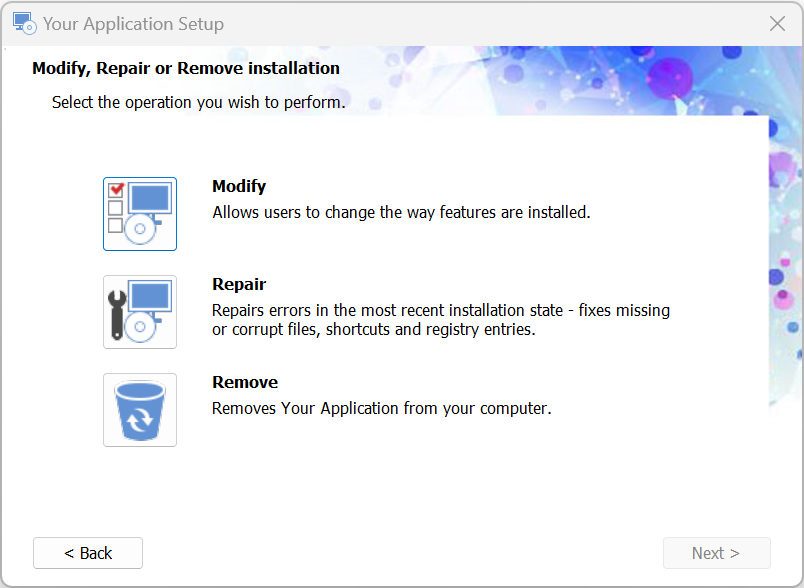 Your Application Setup
Modify, Repair or Remove installation
Select the operation you wish to perform.
Modify
Allows users to change the way features are installed.
Repair
Repairs errors in the most recent installation state - fixes missing
or corrupt files, shortcuts and registry entries.
Remove
Removes Your Application from your computer.
< Back
Next >